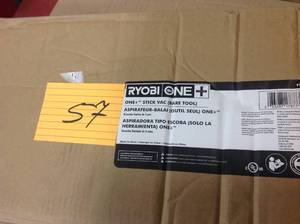 57
RYOBI ONE+
ONE+™ STICK VAC (BARE TOOL)
ASPIRATEUR-BALAI (OUTIL SEUL) ONE+™
ASPIRADORA TIPO ESCOBA (SOLO LA
HERRAMIENTA) ONE+™